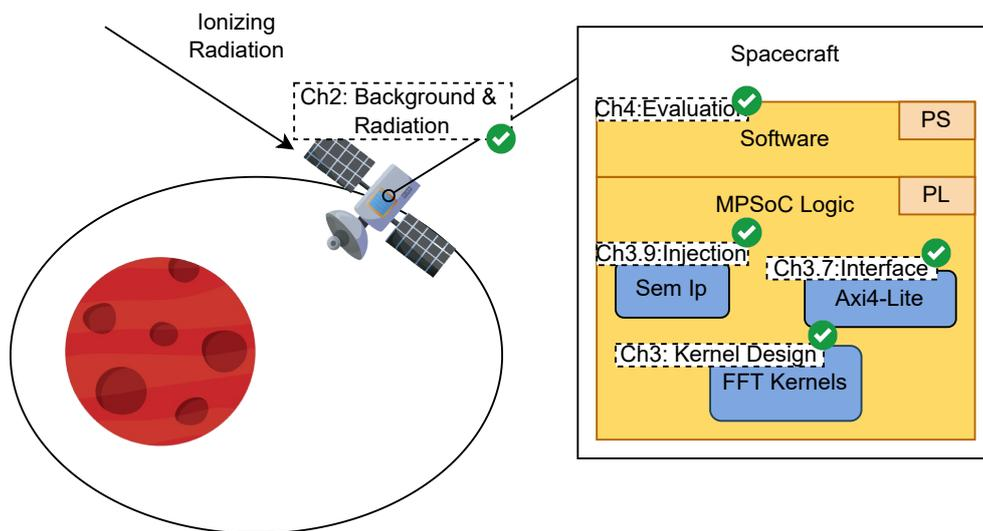 Ionizing
Radiation
Ch2: Background &
Radiation
Spacecraft
Ch4:Evaluation
Software
PS
MPSoC Logic
PL
Ch3.9:Injection
Sem Ip
Ch3.7:Interface
Axi4-Lite
Ch3: Kernel Design
FFT Kernels